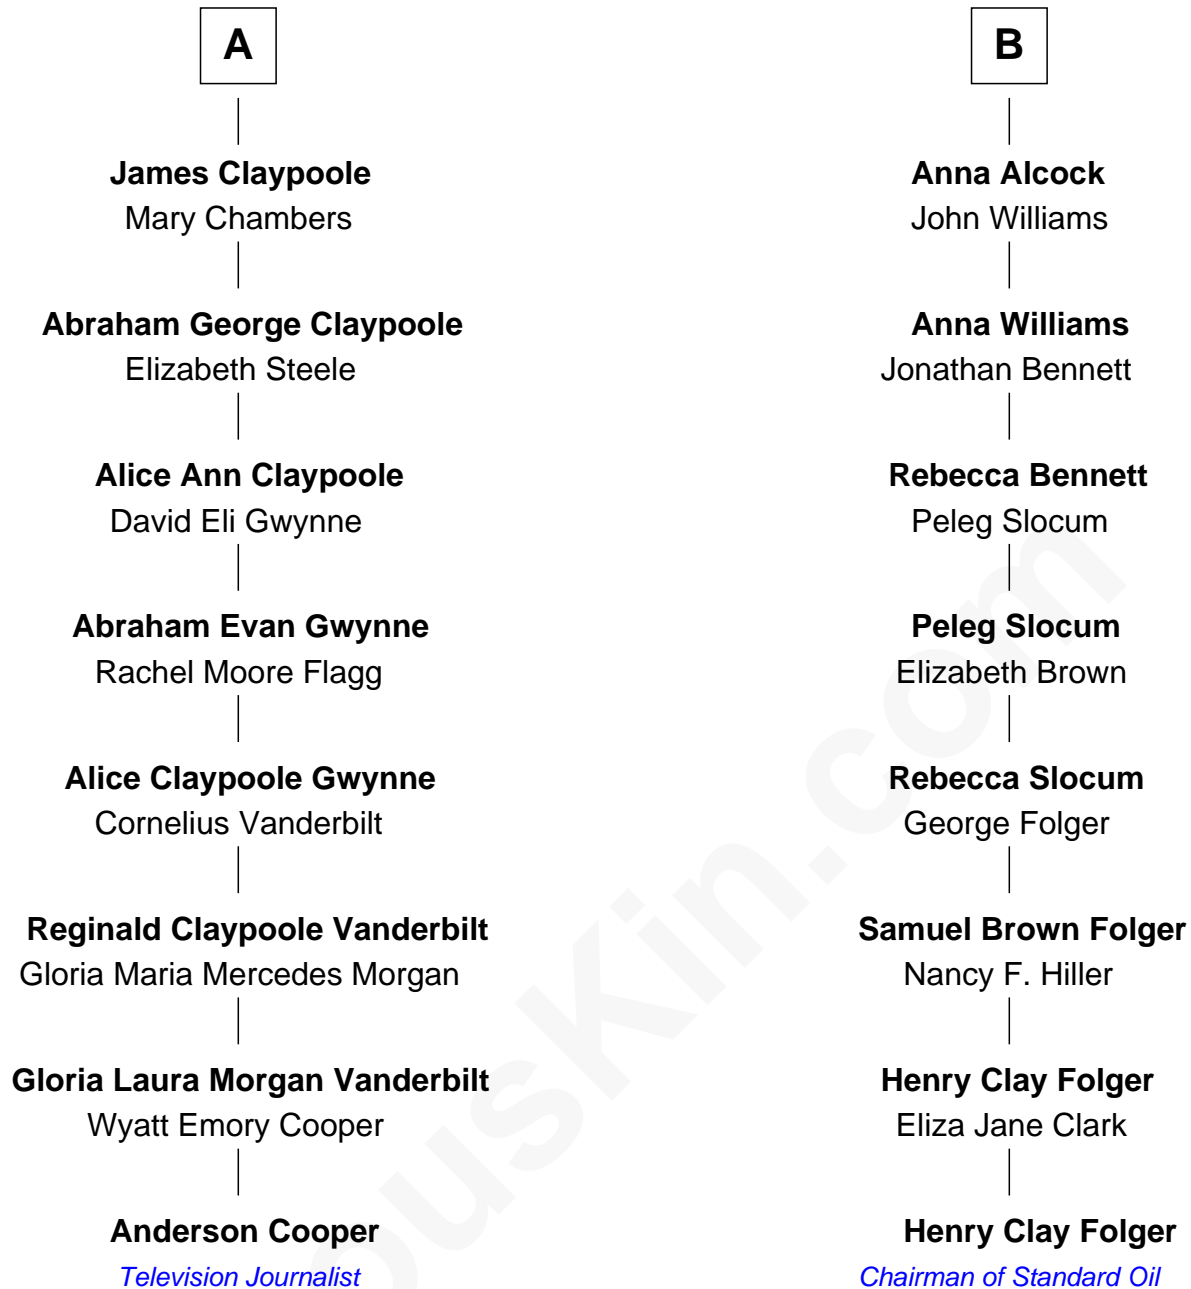 A
James Claypoole
Mary Chambers
Abraham George Claypoole
Elizabeth Steele
Alice Ann Claypoole
David Eli Gwynne
Abraham Evan Gwynne
Rachel Moore Flagg
Alice Claypoole Gwynne
Cornelius Vanderbilt
Reginald Claypoole Vanderbilt
Gloria Maria Mercedes Morgan
Gloria Laura Morgan Vanderbilt
Wyatt Emory Cooper
Anderson Cooper
Television Journalist
B
Anna Alcock
John Williams
Anna Williams
Jonathan Bennett
Rebecca Bennett
Peleg Slocum
Peleg Slocum
Elizabeth Brown
Rebecca Slocum
George Folger
Samuel Brown Folger
Nancy F. Hiller
Henry Clay Folger
Eliza Jane Clark
Henry Clay Folger
Chairman of Standard Oil
ousKin.com